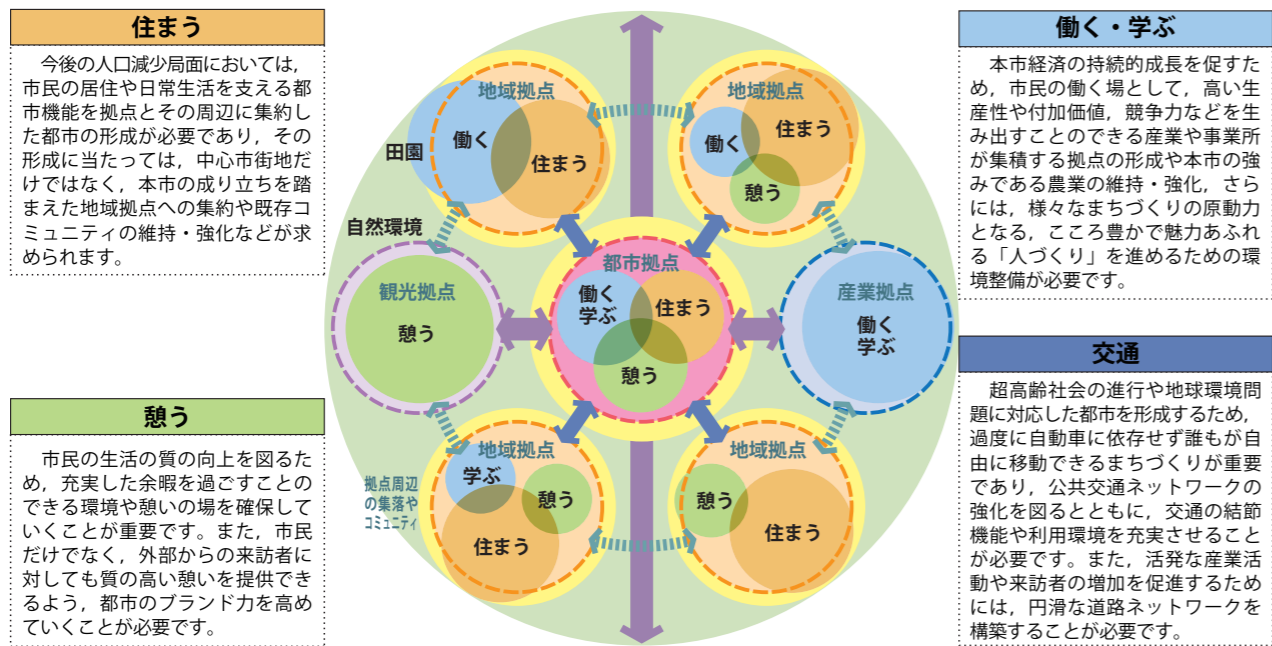 住まう
今後の人口減少局面においては，
市民の居住や日常生活を支える都
市機能を拠点とその周辺に集約し
た都市の形成が必要であり，その
形成に当たっては，中心市街地だ
けではなく，本市の成り立ちを踏
まえた地域拠点への集約や既存コ
ミュニティの維持・強化などが求
められます。
憩う
市民の生活の質の向上を図るた
め，充実した余暇を過ごすことの
できる環境や憩いの場を確保して
いくことが重要です。また，市民
だけでなく，外部からの来訪者に
対しても質の高い憩いを提供でき
るよう，都市のブランド力を高め
ていくことが必要です。
地域拠点
働く
住まう
田園
自然環境
地域拠点
働く
住まう
憩う
観光拠点
憩う
都市拠点
働く
学ぶ
住まう
憩う
産業拠点
働く
学ぶ
地域拠点
学ぶ
憩う
住まう
拠点周辺
の集落や
コミュニティ
地域拠点
憩う
住まう
働く・学ぶ
本市経済の持続的成長を促すた
め，市民の働く場として，高い生
産性や付加価値，競争力などを生
み出すことのできる産業や事業所
が集積する拠点の形成や本市の強
みである農業の維持・強化，さら
には，様々なまちづくりの原動力
となる，こころ豊かで魅力あふれ
る「人づくり」を進めるための環
境整備が必要です。
交通
超高齢社会の進行や地球環境問
題に対応した都市を形成するため，
過度に自動車に依存せず誰もが自
由に移動できるまちづくりが重要
であり，公共交通ネットワークの
強化を図るとともに，交通の結節
機能や利用環境を充実させること
が必要です。また，活発な産業活
動や来訪者の増加を促進するため
には，円滑な道路ネットワークを
構築することが必要です。